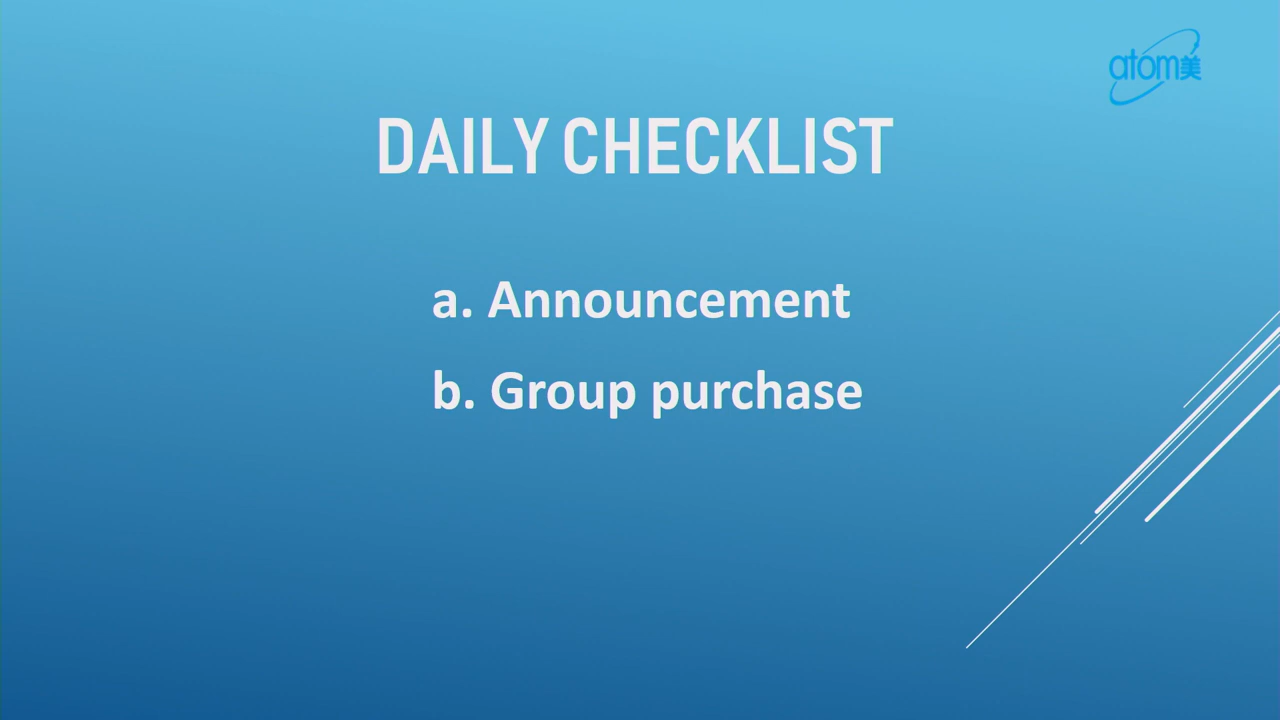 atom美
DAILY CHECKLIST
a. Announcement
b. Group purchase